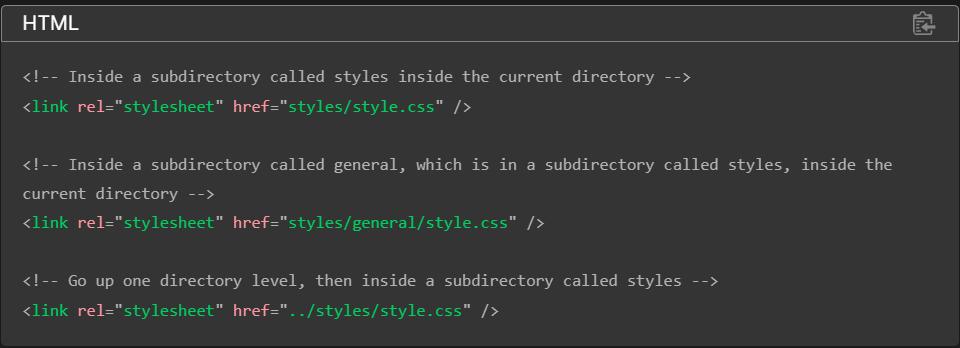 HTML
<!-- Inside a subdirectory called styles inside the current directory -->
<link rel="stylesheet" href="styles/style.css" />
<!-- Inside a subdirectory called general, which is in a subdirectory called styles, inside the
current directory -->
<link rel="stylesheet" href="styles/general/style.css" />
<!-- Go up one directory level, then inside a subdirectory called styles -->
<link rel="stylesheet" href="../styles/style.css" />